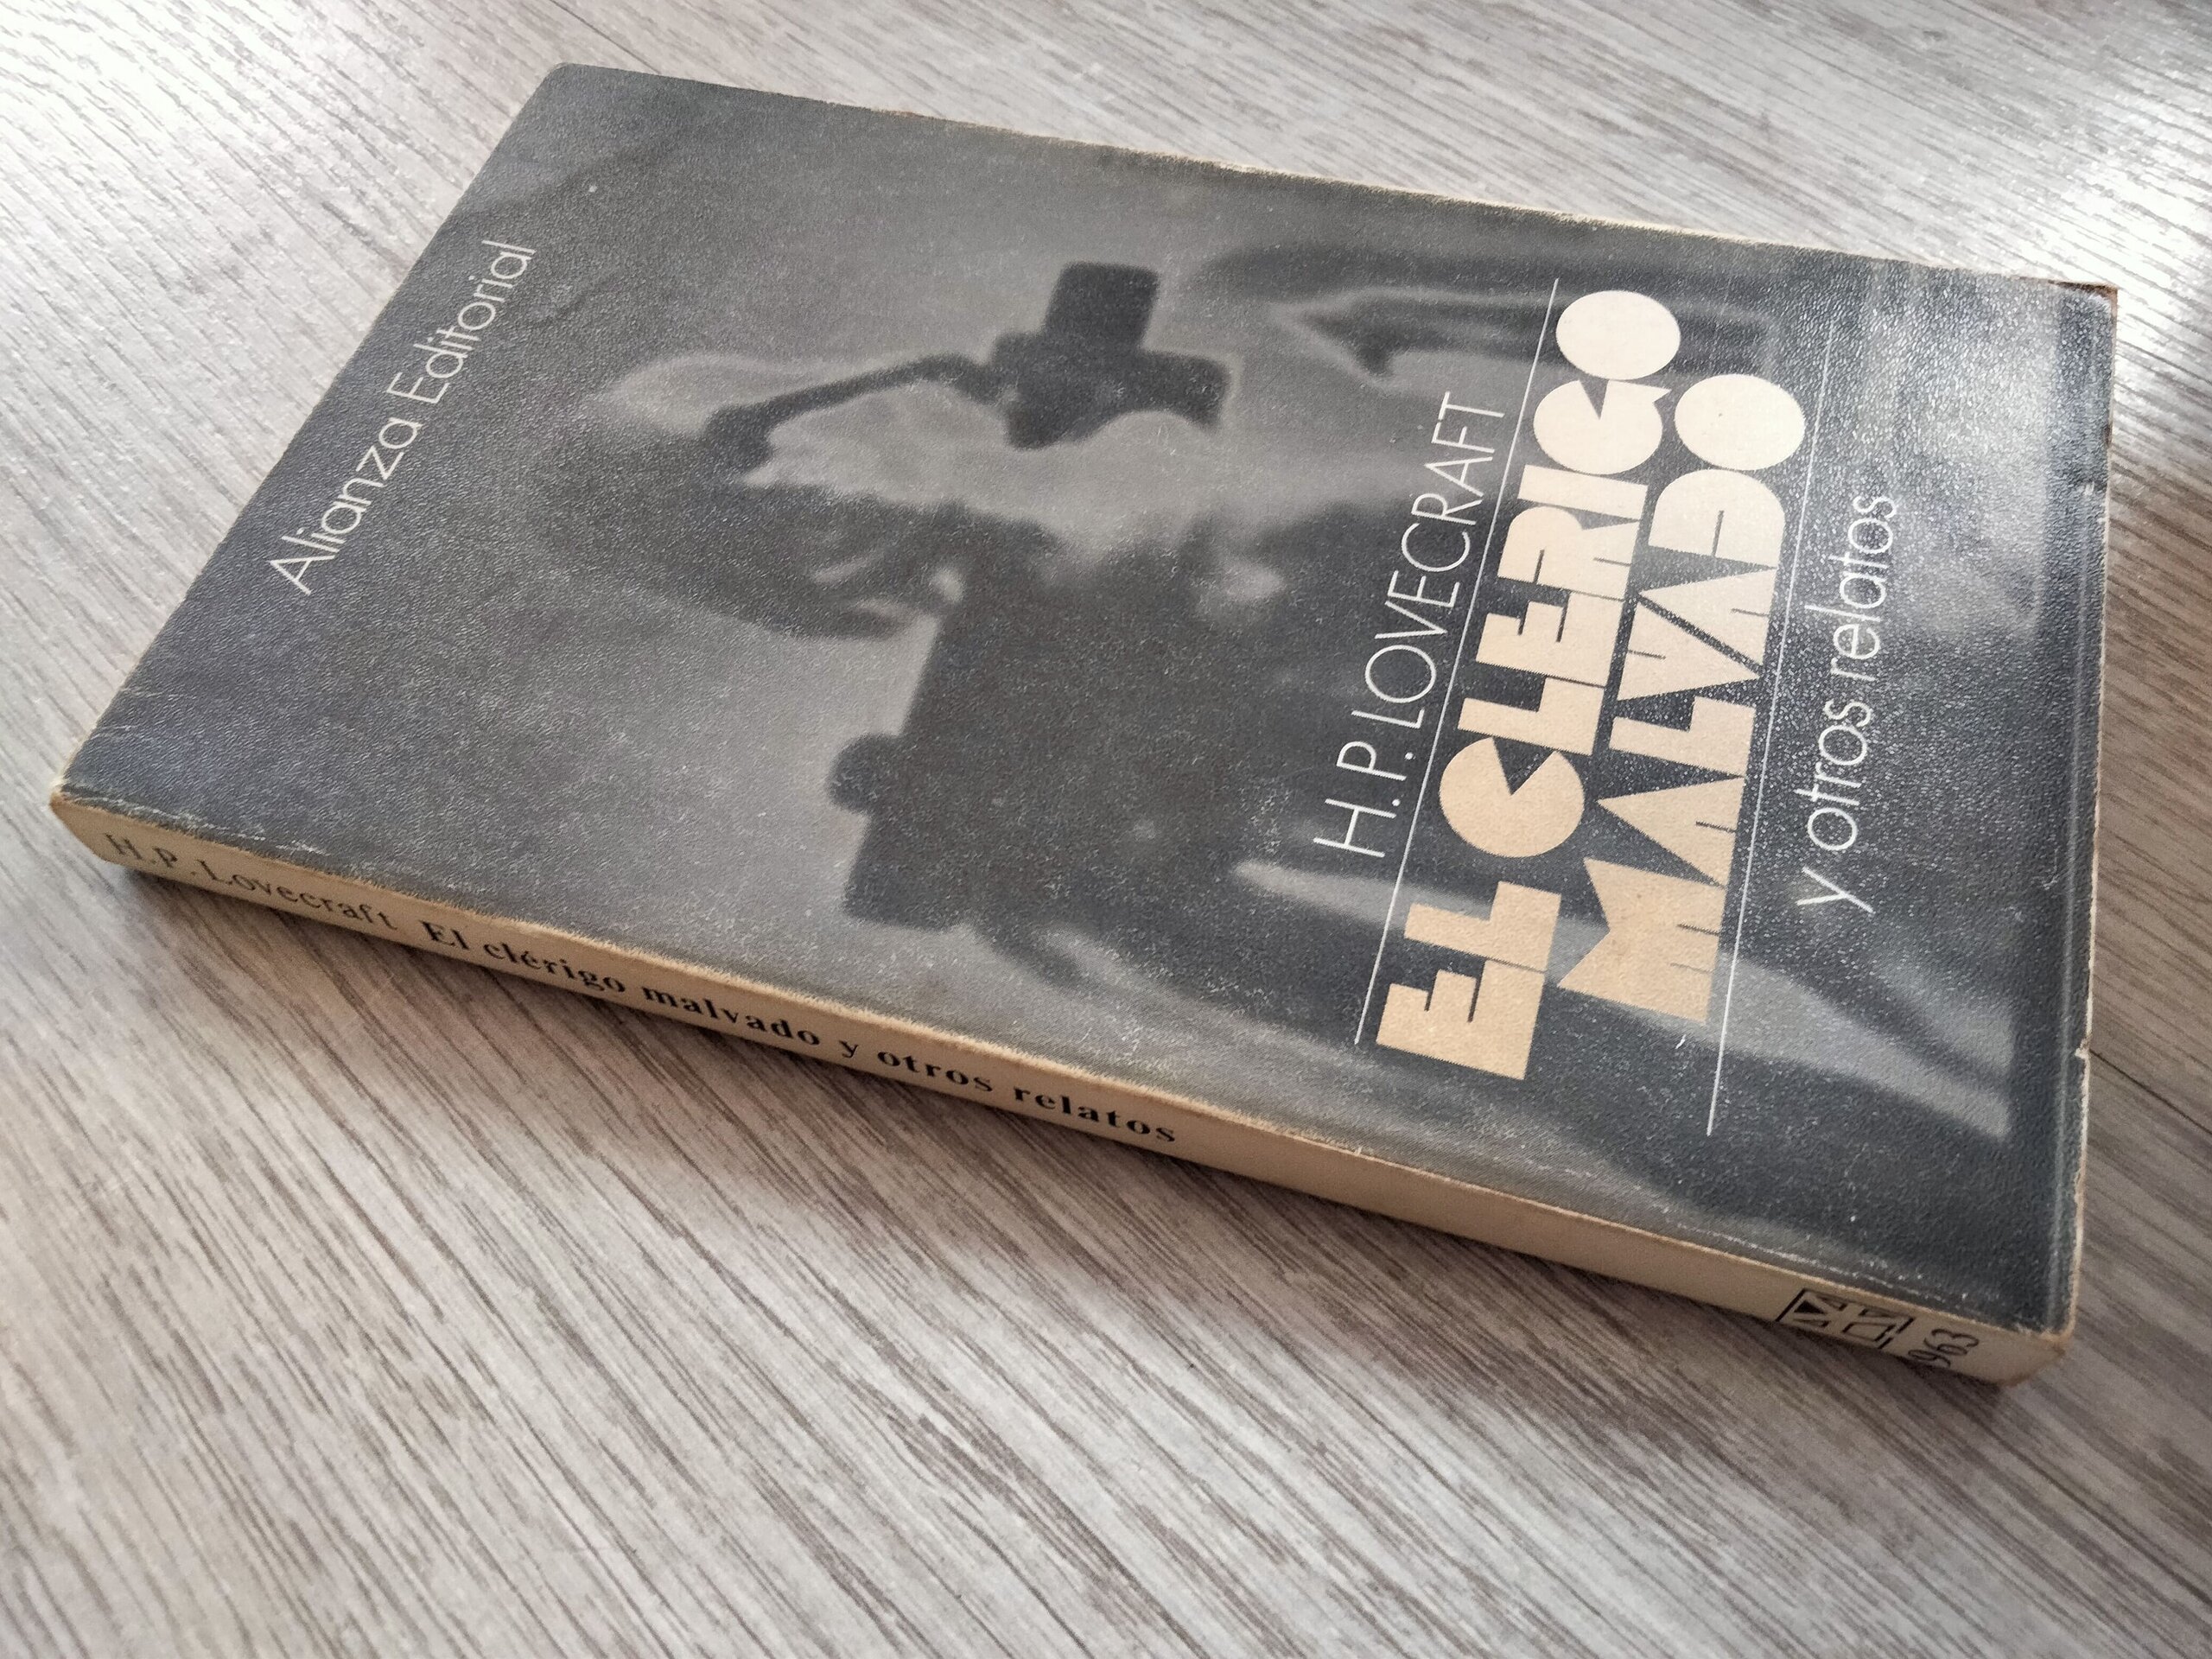 Alianza Editorial
H.P. LOVECRAFT
EL CLERIGO
MALVADO
y otros relatos
H.P. Lovecraft El clérigo malvado y otros relatos
963